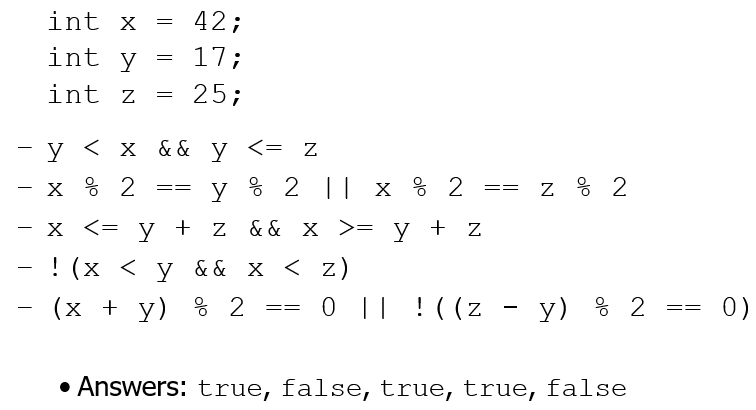 int x = 42;
int y = 17;
int z = 25;
– y < x && y <= z
– x % 2 == y % 2 || x % 2 == z % 2
– x <= y + z && x >= y + z
– !(x < y && x < z)
– (x + y) % 2 == 0 || !((z - y) % 2 == 0)
• Answers: true, false, true, true, false